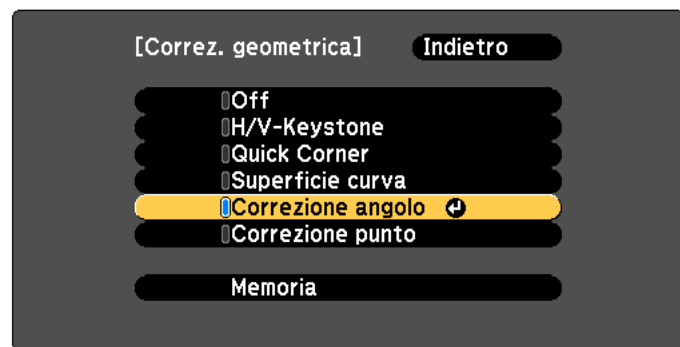 [Correz. geometrica] Indietro
Off
H/V-Keystone
Quick Corner
Superficie curva
Correzione angolo
Correzione punto
Memoria